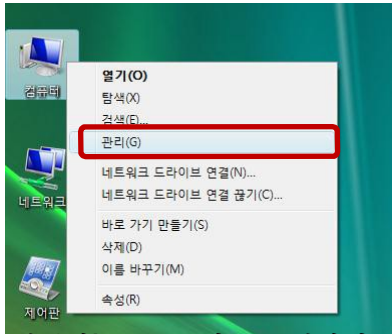 컴퓨터
열기(O)
탐색(X)
검색(E)...
관리(G)
네트워크 드라이브 연결(N)...
네트워크 드라이브 연결 끊기(C)...
네트워크
바로 가기 만들기(S)
삭제(D)
이름 바꾸기(M)
속성(R)
제어판